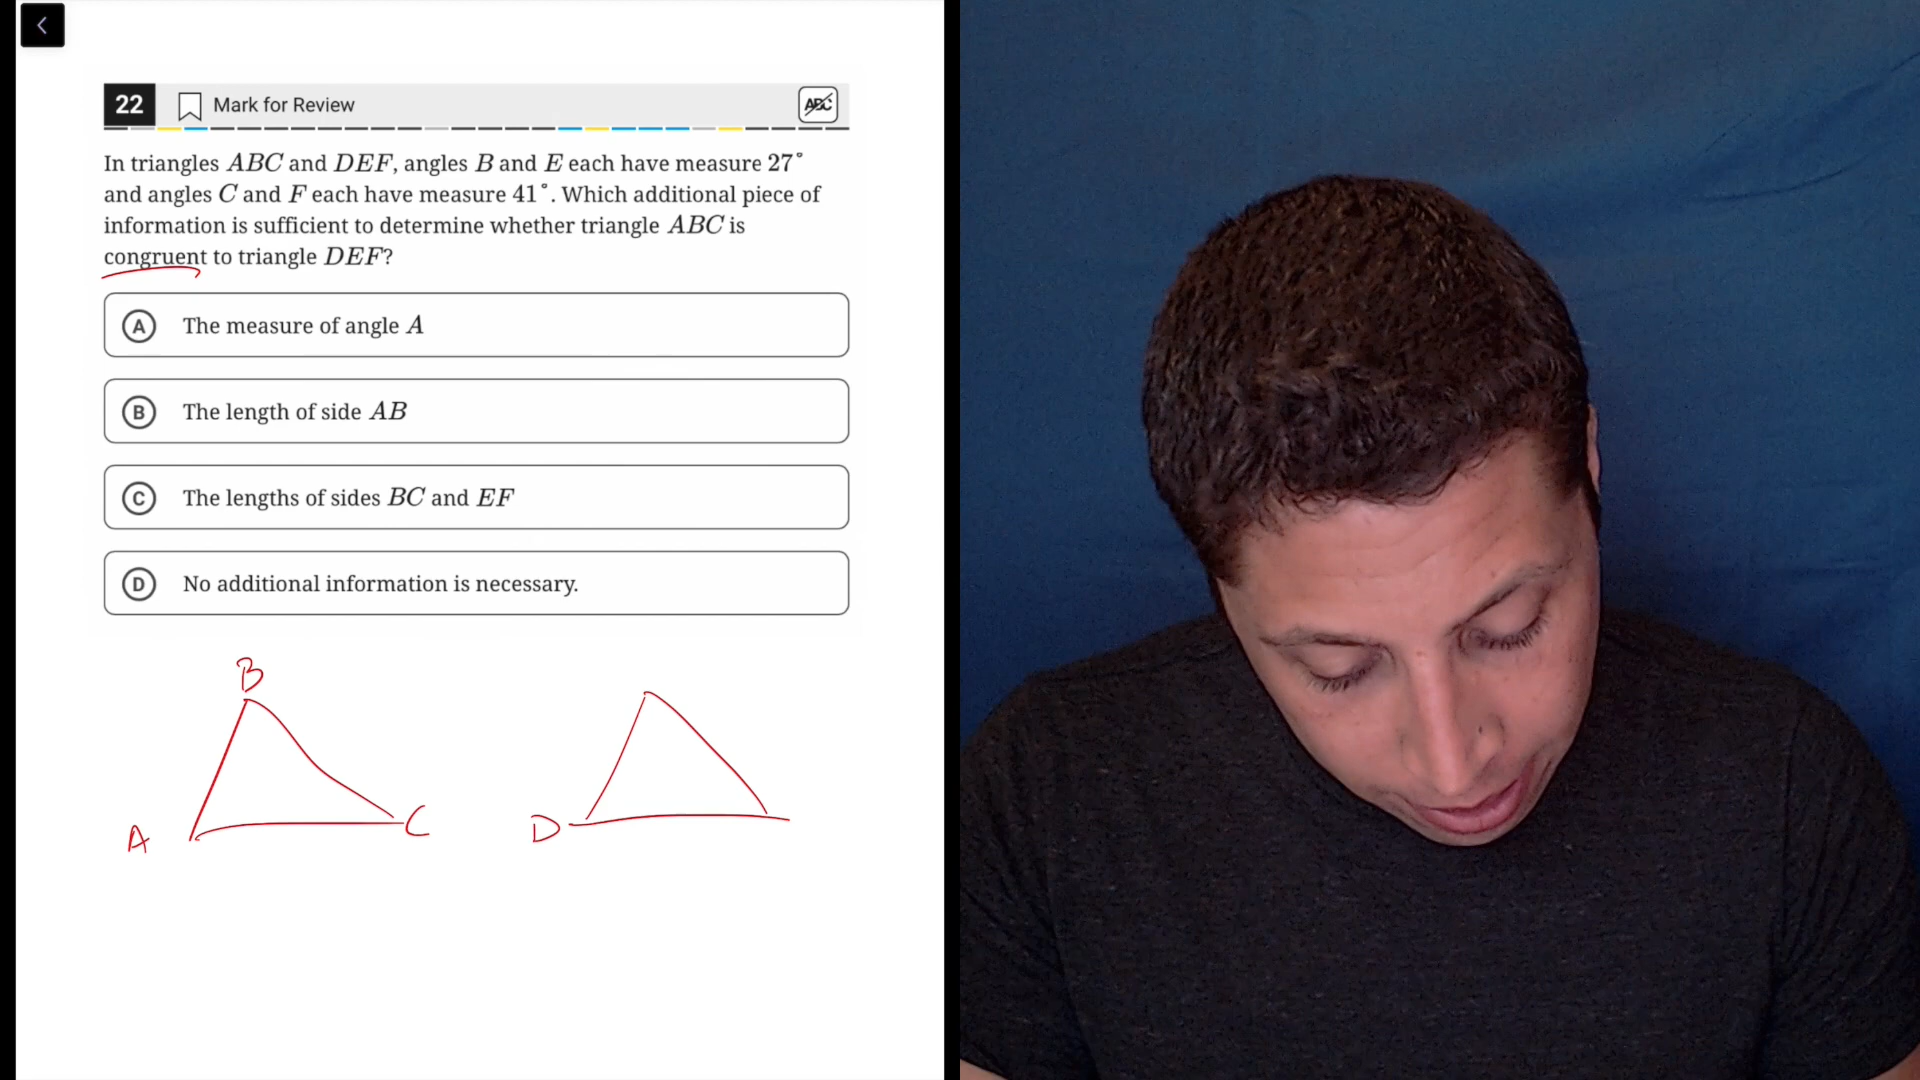 22 Mark for Review ABC
In triangles ABC and DEF, angles B and E each have measure 27°
and angles C and F each have measure 41°. Which additional piece of
information is sufficient to determine whether triangle ABC is
congruent to triangle DEF?
A The measure of angle A
B The length of side AB
C The lengths of sides BC and EF
D No additional information is necessary.
B
A C D